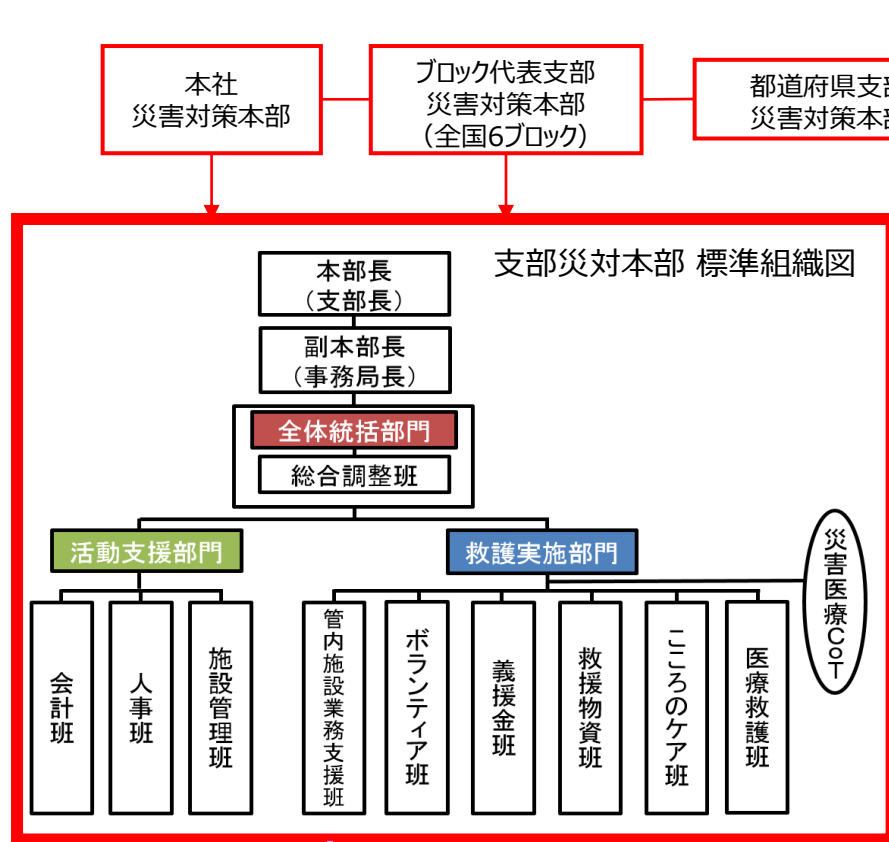 本社
災害対策本部
ブロック代表支部
災害対策本部
（全国6ブロック）
都道府県支部
災害対策本部
支部災対本部 標準組織図
本部長
（支部長）
副本部長
（事務局長）
全体統括部門
総合調整班
活動支援部門
救護実施部門
災害医療CoT
会計班
人事班
施設管理班
管内施設業務支援班
ボランティア班
義援金班
救援物資班
こころのケア班
医療救護班